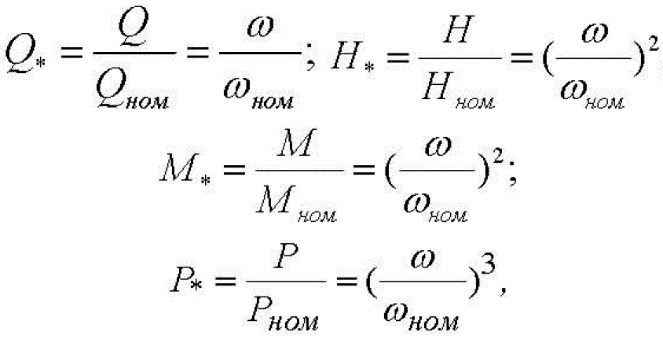 Q* = Q/Qном = ω/ωном; H* = H/Hном = (ω/ωном)²
M* = M/Mном = (ω/ωном)²;
P* = P/Pном = (ω/ωном)³,